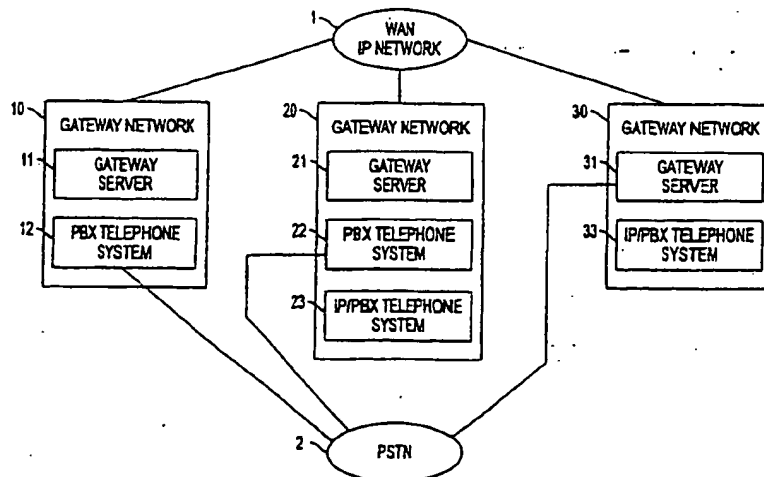 1
WAN
IP NETWORK
10
GATEWAY NETWORK
11
GATEWAY
SERVER
12
PBX TELEPHONE
SYSTEM
20
GATEWAY NETWORK
21
GATEWAY
SERVER
22
PBX TELEPHONE
SYSTEM
23
IP/PBX TELEPHONE
SYSTEM
30
GATEWAY NETWORK
31
GATEWAY
SERVER
33
IP/PBX TELEPHONE
SYSTEM
2
PSTN